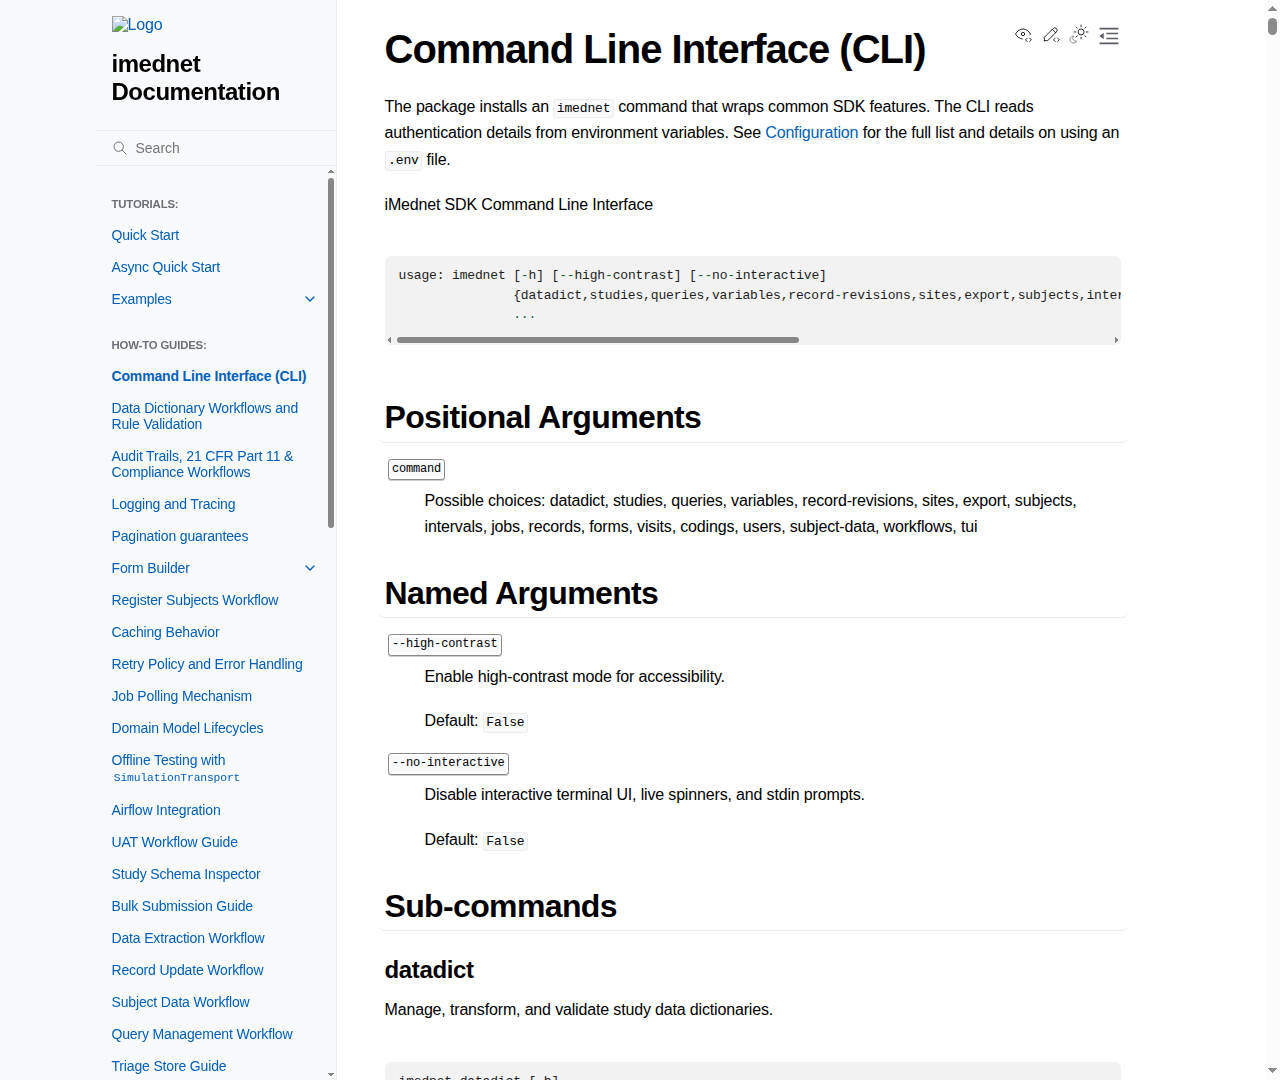 Logo
imednet
Documentation
Search
TUTORIALS:
Quick Start
Async Quick Start
Examples
HOW-TO GUIDES:
Command Line Interface (CLI)
Data Dictionary Workflows and
Rule Validation
Audit Trails, 21 CFR Part 11 &
Compliance Workflows
Logging and Tracing
Pagination guarantees
Form Builder
Register Subjects Workflow
Caching Behavior
Retry Policy and Error Handling
Job Polling Mechanism
Domain Model Lifecycles
Offline Testing with
SimulationTransport
Airflow Integration
UAT Workflow Guide
Study Schema Inspector
Bulk Submission Guide
Data Extraction Workflow
Record Update Workflow
Subject Data Workflow
Query Management Workflow
Triage Store Guide
Command Line Interface (CLI)
The package installs an imednet command that wraps common SDK features. The CLI reads
authentication details from environment variables. See Configuration for the full list and details on using an
.env file.
iMednet SDK Command Line Interface
usage: imednet [-h] [--high-contrast] [--no-interactive]
{datadict,studies,queries,variables,record-revisions,sites,export,subjects,inter
...
Positional Arguments
command
Possible choices: datadict, studies, queries, variables, record-revisions, sites, export, subjects,
intervals, jobs, records, forms, visits, codings, users, subject-data, workflows, tui
Named Arguments
--high-contrast
Enable high-contrast mode for accessibility.
Default: False
--no-interactive
Disable interactive terminal UI, live spinners, and stdin prompts.
Default: False
Sub-commands
datadict
Manage, transform, and validate study data dictionaries.
imednet datadict [-h]